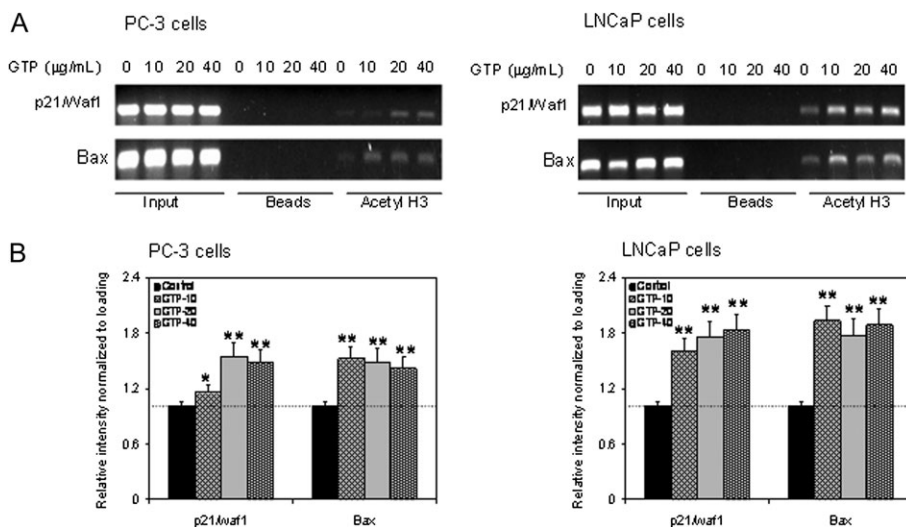 A
PC-3 cells
GTP (µg/mL) 0 10 20 40 0 10 20 40 0 10 20 40
p21/Waf1
Bax
Input Beads Acetyl H3
LNCaP cells
GTP (µg/mL) 0 10 20 40 0 10 20 40 0 10 20 40
p21/Waf1
Bax
Input Beads Acetyl H3
B
PC-3 cells
Relative intensity normalized to loading
2.4
1.8
1.2
0.6
0
Control
GTP-10
GTP-20
GTP-40
*
**
**
**
**
**
p21/waf1 Bax
LNCaP cells
Relative intensity normalized to loading
2.4
1.8
1.2
0.6
0
Control
GTP-10
GTP-20
GTP-40
**
**
**
**
**
**
p21/waf1 Bax